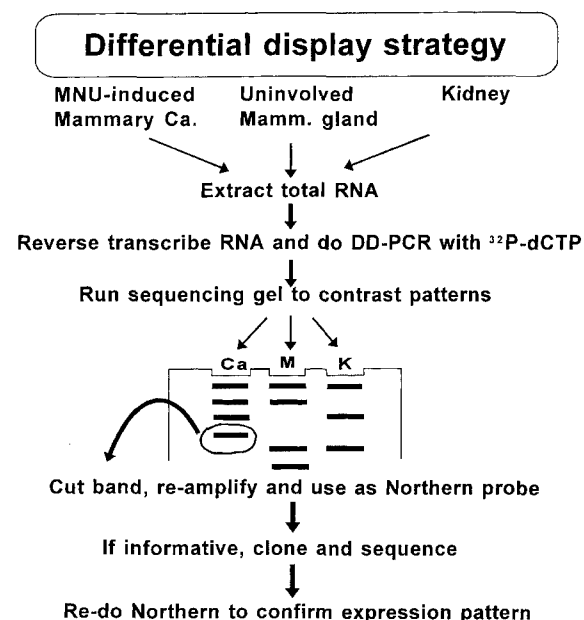 Differential display strategy
MNU-induced
Mammary Ca.
Uninvolved
Mamm. gland
Kidney
Extract total RNA
Reverse transcribe RNA and do DD-PCR with ³²P-dCTP
Run sequencing gel to contrast patterns
Ca M K
Cut band, re-amplify and use as Northern probe
If informative, clone and sequence
Re-do Northern to confirm expression pattern